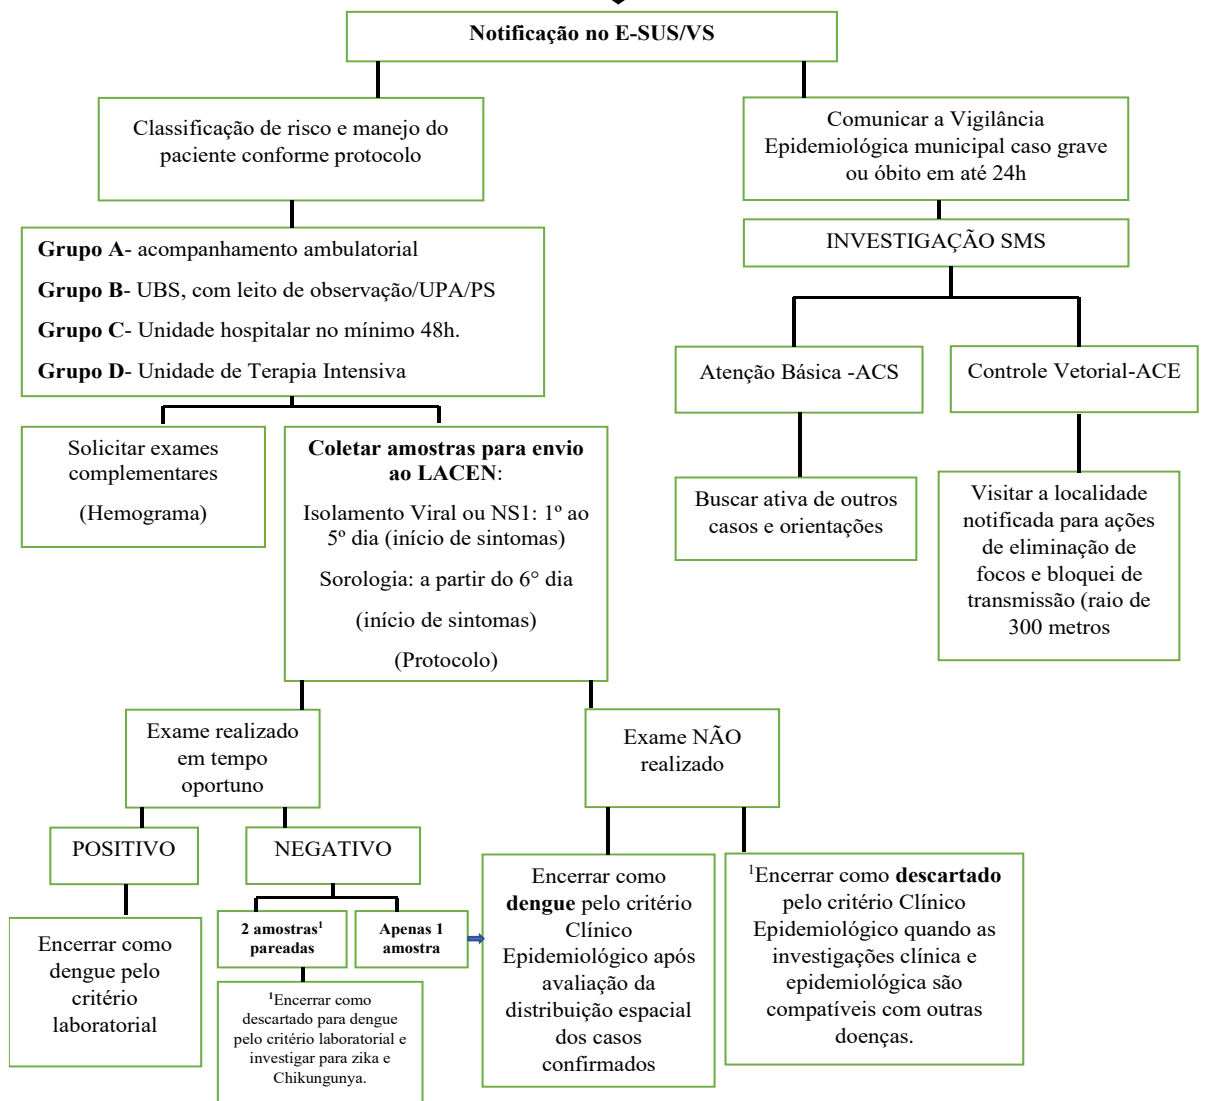 Notificação no E-SUS/VS
Classificação de risco e manejo do
paciente conforme protocolo
Comunicar a Vigilância
Epidemiológica municipal caso grave
ou óbito em até 24h
Grupo A- acompanhamento ambulatorial
Grupo B- UBS, com leito de observação/UPA/PS
Grupo C- Unidade hospitalar no mínimo 48h.
Grupo D- Unidade de Terapia Intensiva
INVESTIGAÇÃO SMS
Atenção Básica -ACS
Controle Vetorial-ACE
Solicitar exames
complementares
(Hemograma)
Coletar amostras para envio
ao LACEN:
Isolamento Viral ou NS1: 1º ao
5º dia (início de sintomas)
Sorologia: a partir do 6° dia
(início de sintomas)
(Protocolo)
Buscar ativa de outros
casos e orientações
Visitar a localidade
notificada para ações
de eliminação de
focos e bloquei de
transmissão (raio de
300 metros
Exame realizado
em tempo
oportuno
Exame NÃO
realizado
POSITIVO
NEGATIVO
Encerrar como
dengue pelo
critério
laboratorial
2 amostras¹
pareadas
Apenas 1
amostra
¹Encerrar como
descartado para dengue
pelo critério laboratorial e
investigar para zika e
Chikungunya.
Encerrar como
dengue pelo critério
Clínico
Epidemiológico após
avaliação da
distribuição espacial
dos casos
confirmados
¹Encerrar como descartado
pelo critério Clínico
Epidemiológico quando as
investigações clínica e
epidemiológica são
compatíveis com outras
doenças.